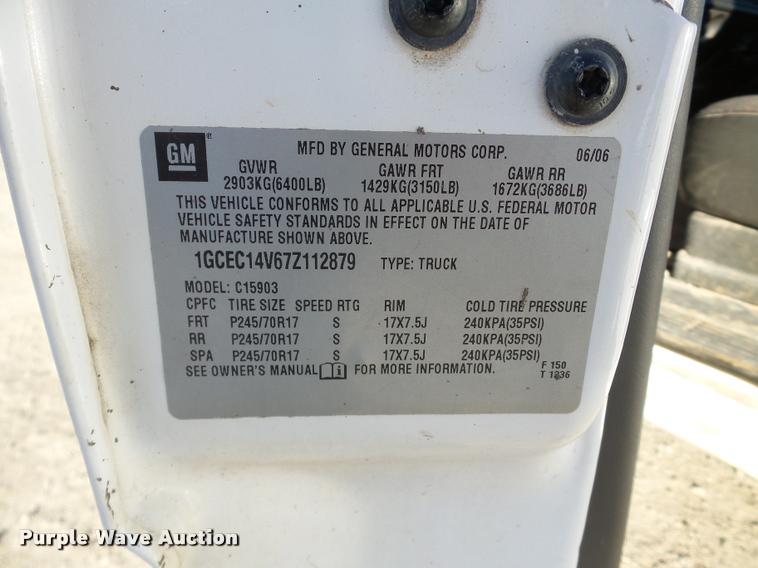 GM
MFD BY GENERAL MOTORS CORP. 06/06
GVWR GAWR FRT GAWR RR
2903KG(6400LB) 1429KG(3150LB) 1672KG(3686LB)
THIS VEHICLE CONFORMS TO ALL APPLICABLE U.S. FEDERAL MOTOR
VEHICLE SAFETY STANDARDS IN EFFECT ON THE DATE OF
MANUFACTURE SHOWN ABOVE.
1GCEC14V67Z112879 TYPE: TRUCK
MODEL: C15903
CPFC TIRE SIZE SPEED RTG RIM COLD TIRE PRESSURE
FRT P245/70R17 S 17X7.5J 240KPA(35PSI)
RR P245/70R17 S 17X7.5J 240KPA(35PSI)
SPA P245/70R17 S 17X7.5J 240KPA(35PSI)
SEE OWNER'S MANUAL FOR MORE INFORMATION.
F 150
T 1236
Purple Wave Auction